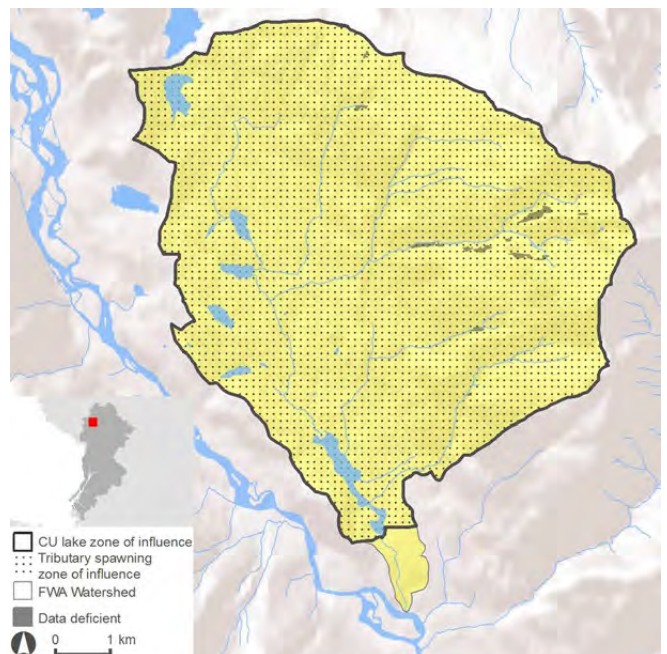 CU lake zone of influence
Tributary spawning
zone of influence
FWA Watershed
Data deficient
0 1 km